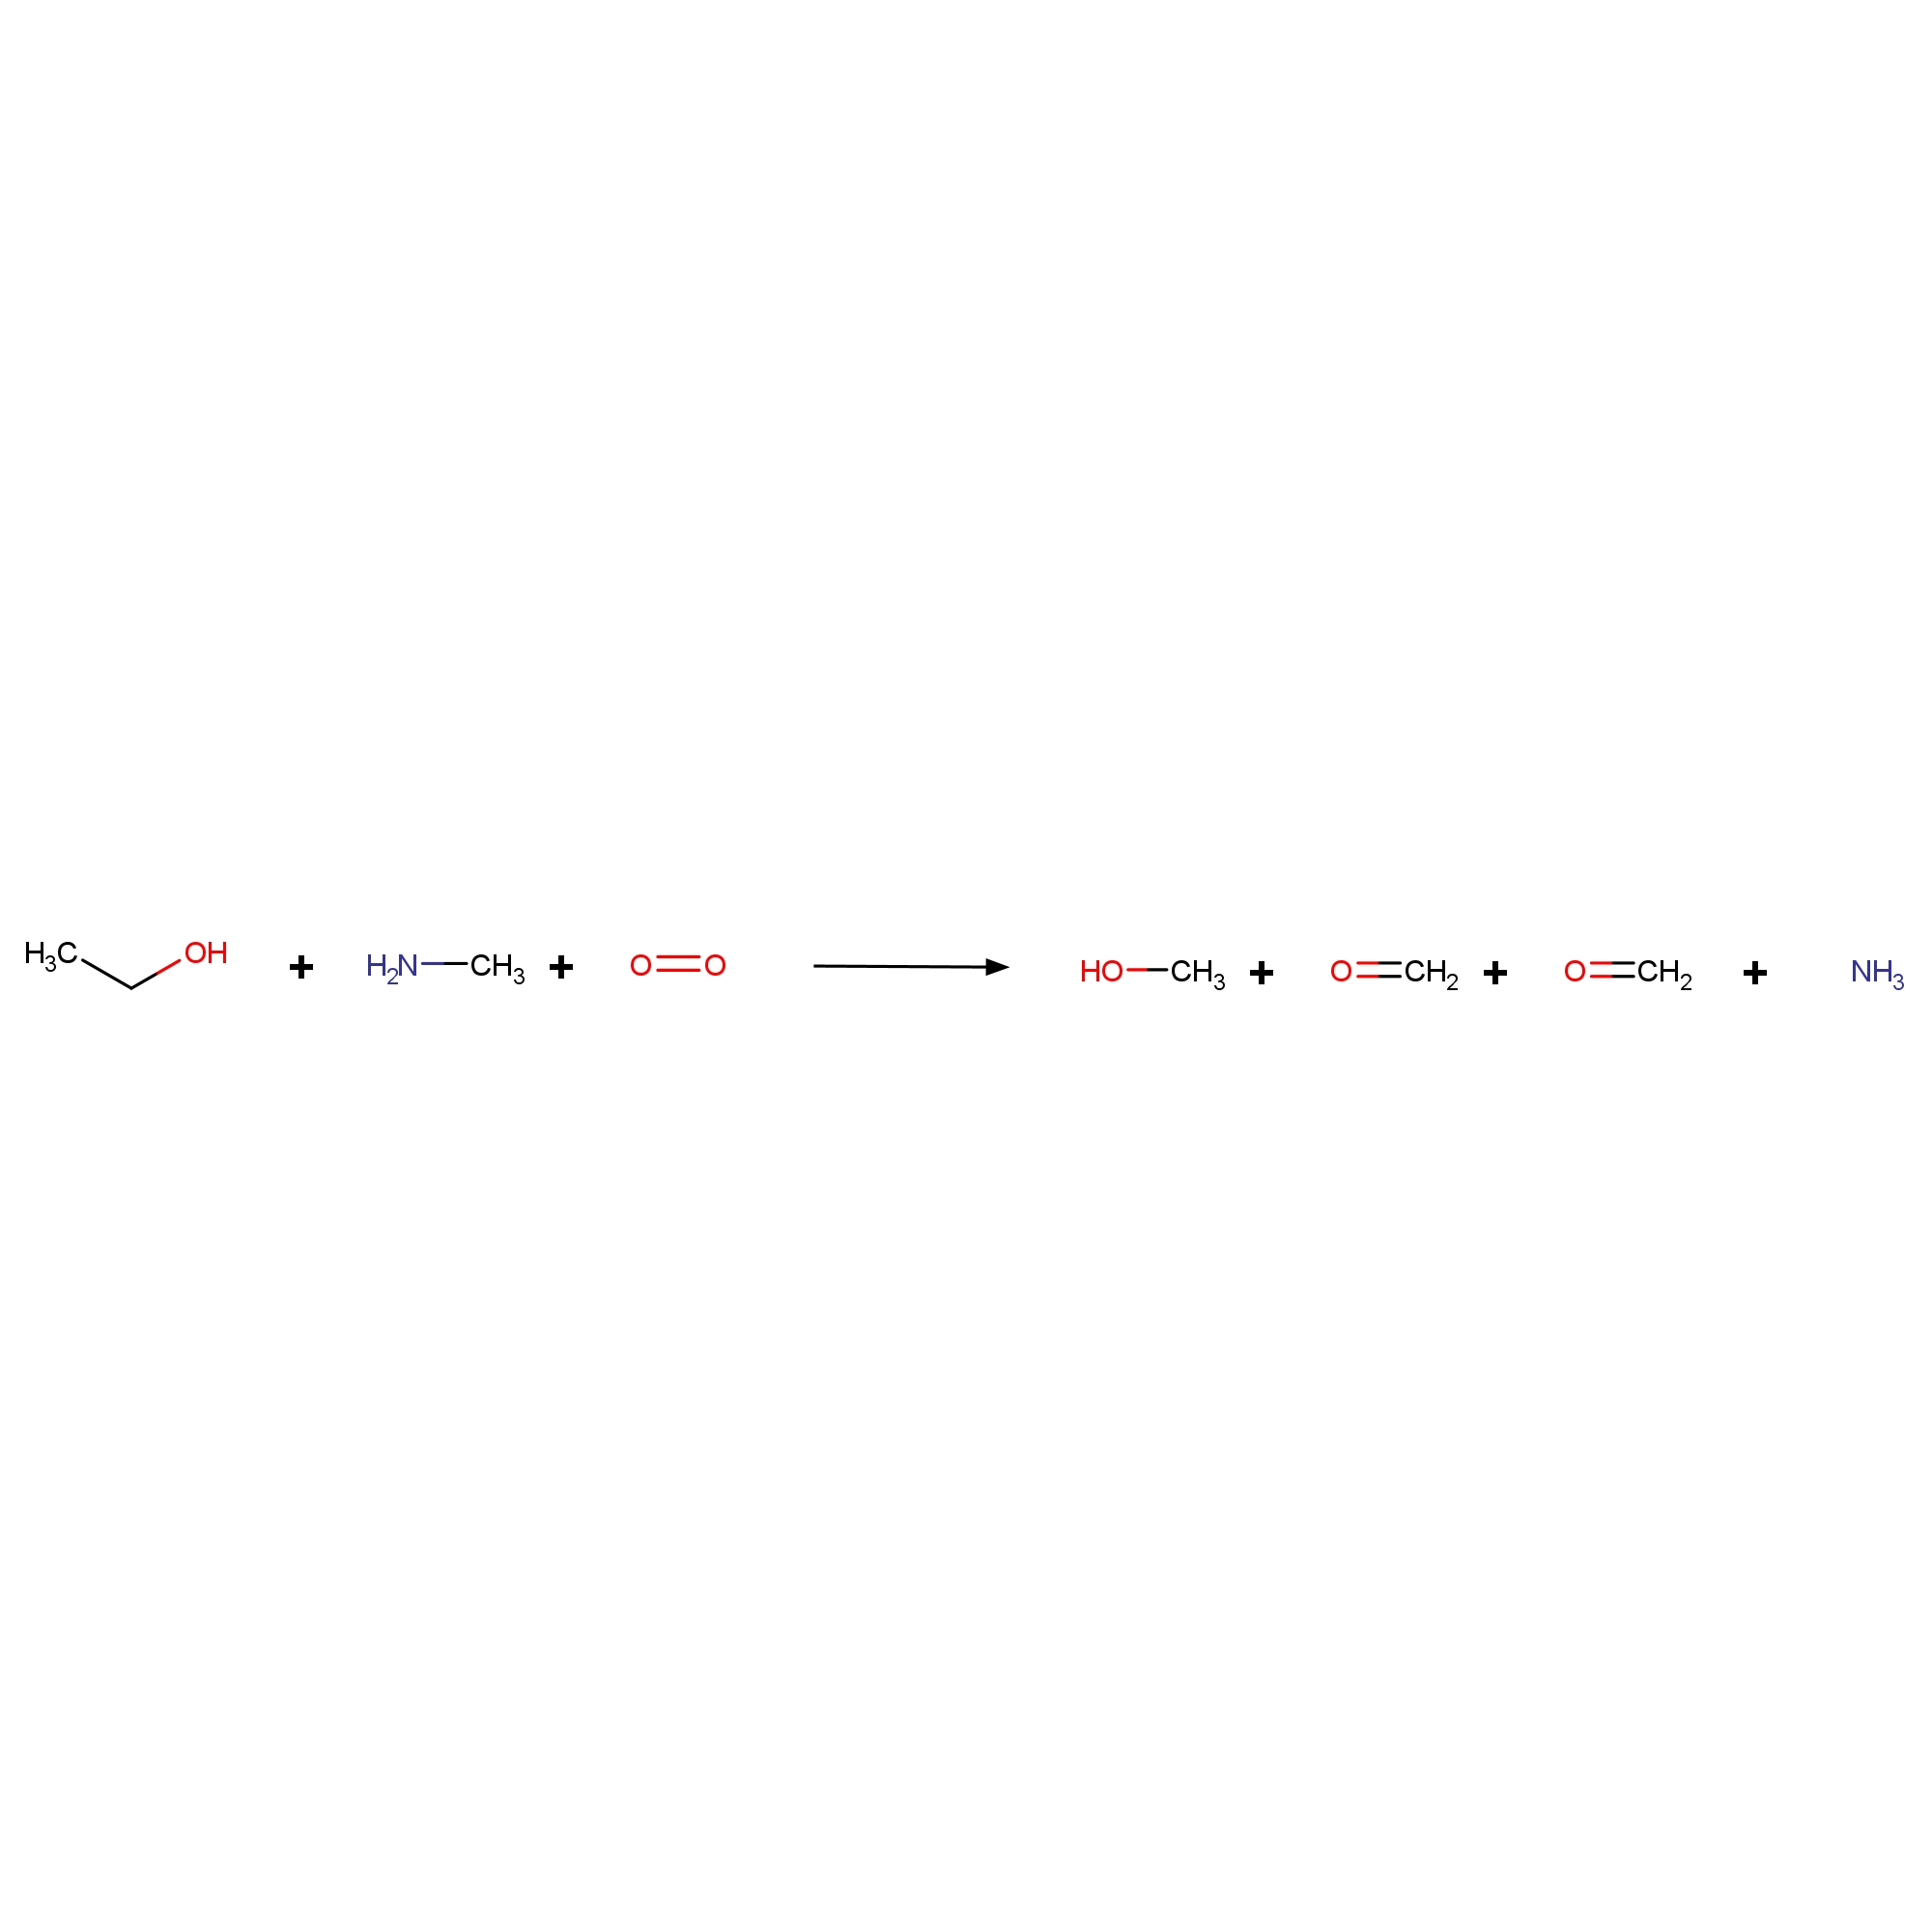 H3C OH + H2N CH3 + O O HO CH3 + O CH2 + O CH2 + NH3